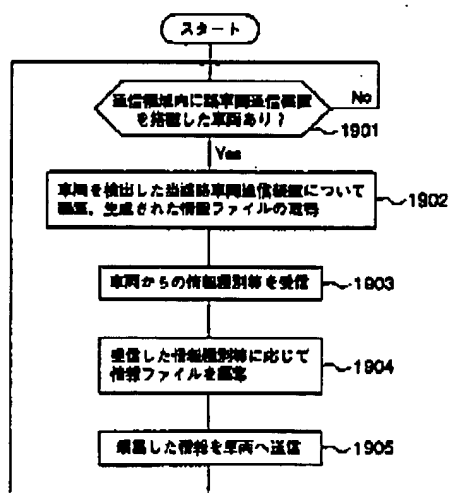 スタート
通信領域内に路車間通信装置
を搭載した車両あり？
No
1901
Yes
車両を検出した当該路車間通信装置について
編集，生成された情報ファイルの取得
1902
車両からの情報種別等を受信
1903
受信した情報種別等に応じて
情報ファイルを編集
1904
編集した情報を車両へ送信
1905